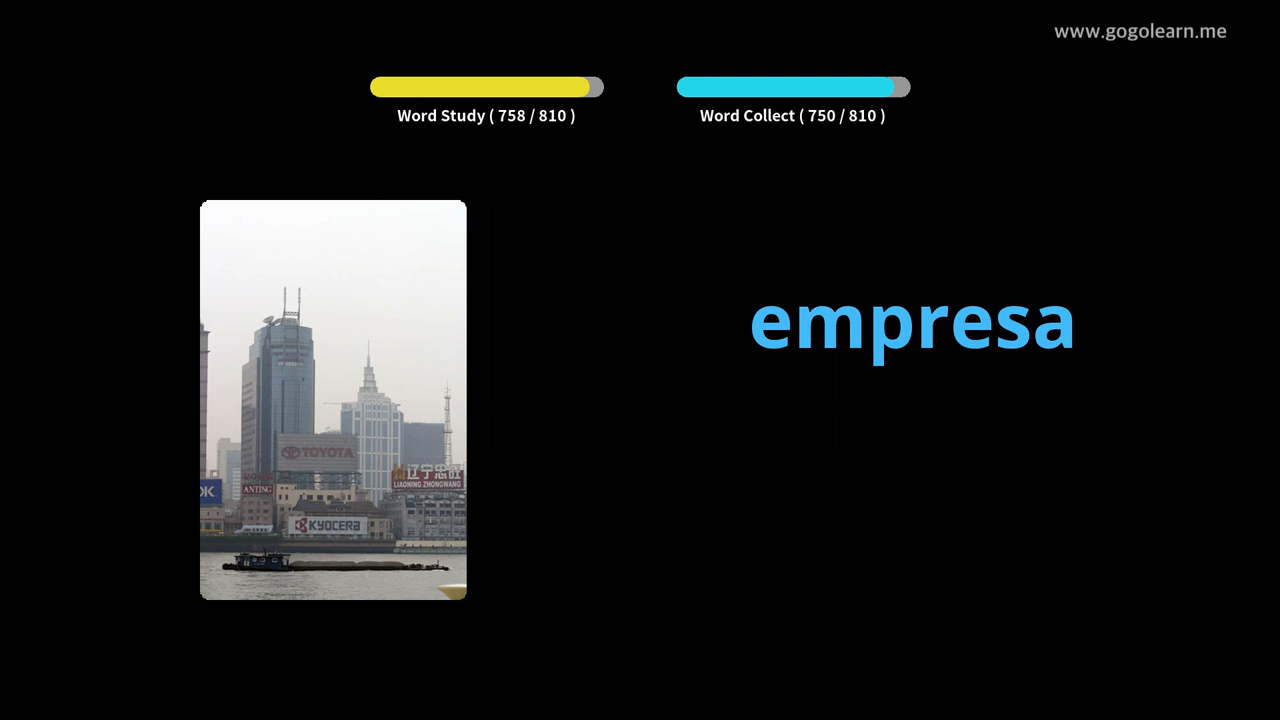 www.gogolearn.me
Word Study ( 758 / 810 )
Word Collect ( 750 / 810 )
empresa
TOYOTA
辽宁忠旺
LIAONING ZHONGWANG
OK
ANTING
KYOCERA